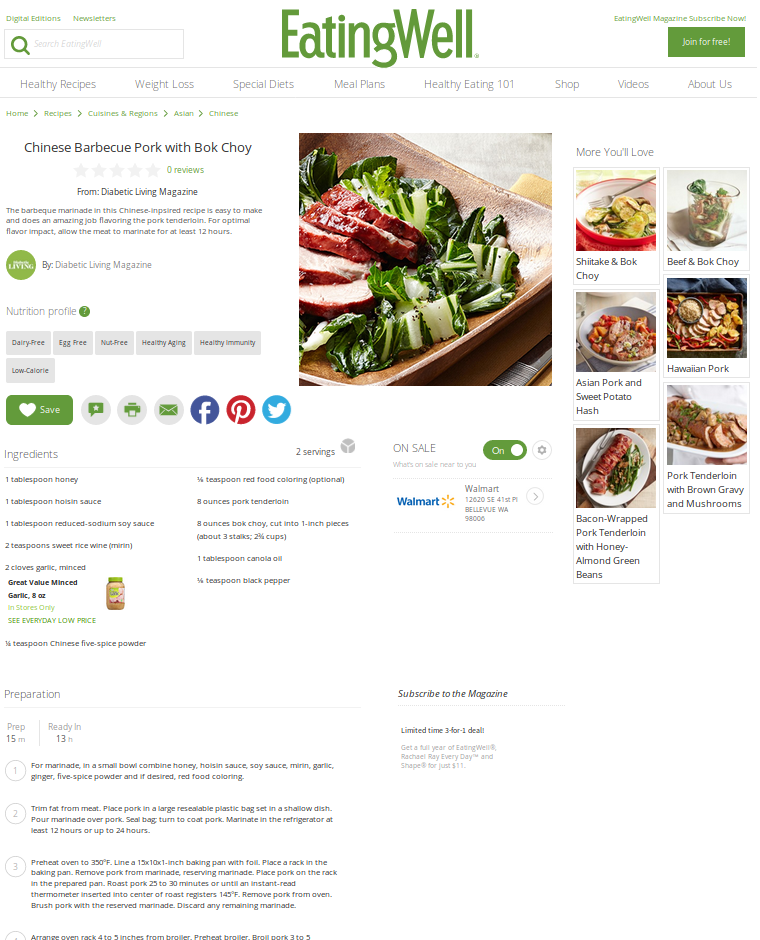 Digital Editions Newsletters
EatingWell
EatingWell Magazine Subscribe Now!
Search EatingWell
Join for free!
Healthy Recipes Weight Loss Special Diets Meal Plans Healthy Eating 101 Shop Videos About Us
Home Recipes Cuisines & Regions Asian Chinese
Chinese Barbecue Pork with Bok Choy
0 reviews
From: Diabetic Living Magazine
The barbeque marinade in this Chinese-inpsired recipe is easy to make
and does an amazing job flavoring the pork tenderloin. For optimal
flavor impact, allow the meat to marinate for at least 12 hours.
LIVING
By: Diabetic Living Magazine
Nutrition profile ?
Dairy-Free Egg Free Nut-Free Healthy Aging Healthy Immunity
Low-Calorie
Save
Ingredients
2 servings
1 tablespoon honey
1 tablespoon hoisin sauce
1 tablespoon reduced-sodium soy sauce
2 teaspoons sweet rice wine (mirin)
2 cloves garlic, minced
Great Value Minced
Garlic, 8 oz
In Stores Only
SEE EVERYDAY LOW PRICE
¼ teaspoon Chinese five-spice powder
⅛ teaspoon red food coloring (optional)
8 ounces pork tenderloin
8 ounces bok choy, cut into 1-inch pieces
(about 3 stalks; 2¾ cups)
1 tablespoon canola oil
⅛ teaspoon black pepper
ON SALE
What's on sale near to you
On
Walmart
Walmart
12620 SE 41st Pl
BELLEVUE WA
98006
More You'll Love
Shiitake & Bok
Choy
Beef & Bok Choy
Asian Pork and
Sweet Potato
Hash
Hawaiian Pork
Bacon-Wrapped
Pork Tenderloin
with Honey-
Almond Green
Beans
Pork Tenderloin
with Brown Gravy
and Mushrooms
Preparation
Prep
15 m
Ready In
13 h
1
For marinade, in a small bowl combine honey, hoisin sauce, soy sauce, mirin, garlic,
ginger, five-spice powder and if desired, red food coloring.
2
Trim fat from meat. Place pork in a large resealable plastic bag set in a shallow dish.
Pour marinade over pork. Seal bag; turn to coat pork. Marinate in the refrigerator at
least 12 hours or up to 24 hours.
3
Preheat oven to 350°F. Line a 15x10x1-inch baking pan with foil. Place a rack in the
baking pan. Remove pork from marinade, reserving marinade. Place pork on the rack
in the prepared pan. Roast pork 25 to 30 minutes or until an instant-read
thermometer inserted into center of roast registers 145°F. Remove pork from oven.
Brush pork with the reserved marinade. Discard any remaining marinade.
Arrange oven rack 4 to 5 inches from broiler. Preheat broiler. Broil pork 3 to 5
Subscribe to the Magazine
Limited time 3-for-1 deal!
Get a full year of EatingWell®,
Rachael Ray Every Day™ and
Shape® for just $11.